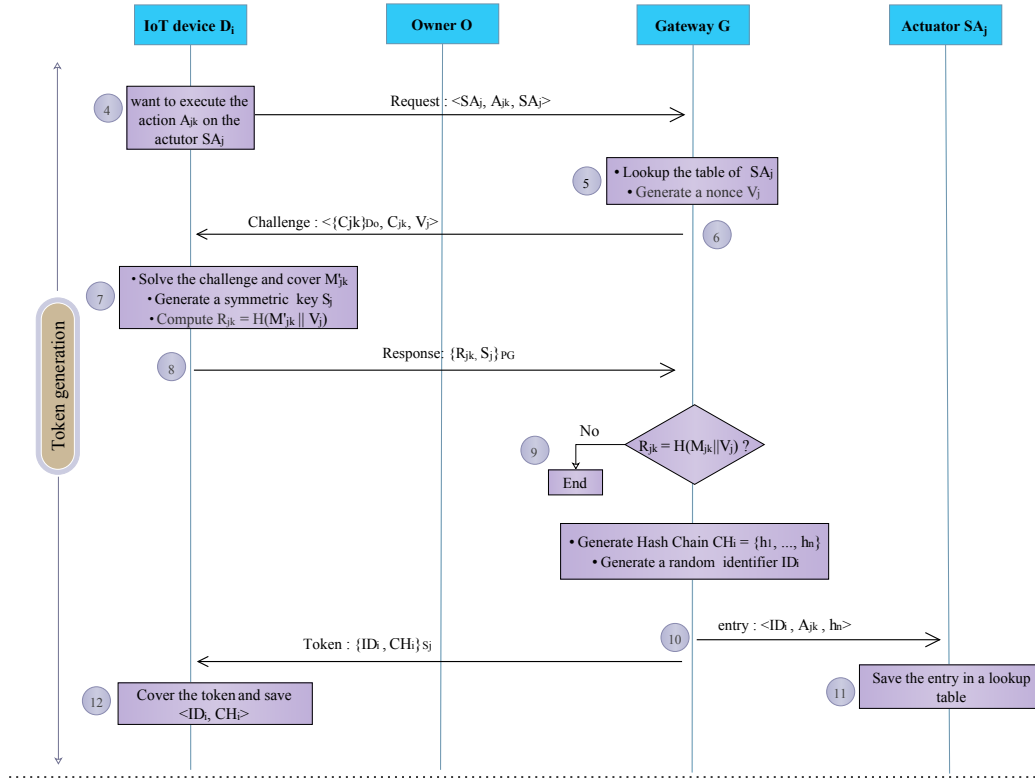 IoT device Di
Owner O
Gateway G
Actuator SAj
Token generation
4
want to execute the
action Ajk on the
actutor SAj
Request : <SAj, Ajk, SAj>
5
• Lookup the table of SAj
• Generate a nonce Vj
Challenge : <{Cjk}Do, Cjk, Vj>
6
7
• Solve the challenge and cover M'jk
• Generate a symmetric key Sj
• Compute Rjk = H(M'jk || Vj)
8
Response: {Rjk, Sj}PG
9
No
Rjk = H(Mjk||Vj) ?
End
• Generate Hash Chain CHi = {h1, ..., hn}
• Generate a random identifier IDi
Token : {IDi , CHi}Sj
10
entry : <IDi , Ajk , hn>
11
Save the entry in a lookup
table
12
Cover the token and save
<IDi, CHi>